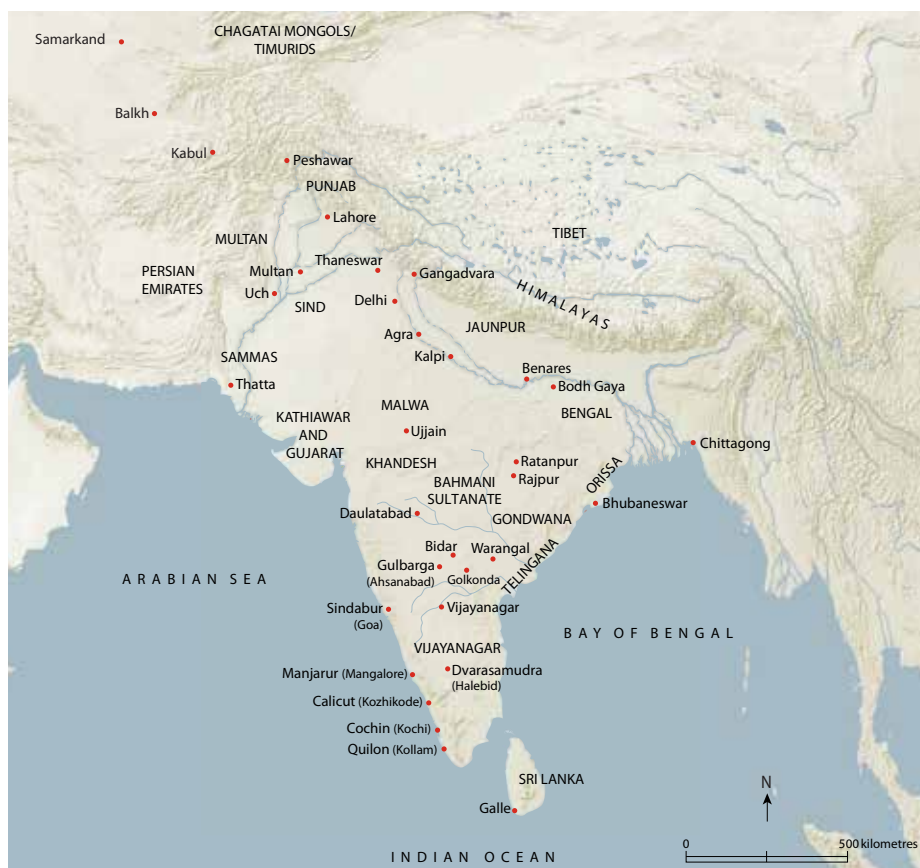 CHAGATAI MONGOLS/
TIMURIDS
Samarkand
Balkh
Kabul
Peshawar
PUNJAB
Lahore
TIBET
MULTAN
Thaneswar
PERSIAN
EMIRATES
Multan
Gangadvara
Uch
SIND
Delhi
HIMALAYAS
JAUNPUR
Agra
Kalpi
SAMMAS
Benares
Thatta
Bodh Gaya
MALWA
BENGAL
KATHIAWAR
AND
GUJARAT
Ujjain
Chittagong
KHANDESH
Ratanpur
Rajpur
BAHMANI
SULTANATE
ORISSA
Bhubaneswar
Daulatabad
GONDWANA
Bidar
Warangal
TELINGANA
Gulbarga
(Ahsanabad)
Golkonda
ARABIAN SEA
Sindabur
(Goa)
Vijayanagar
BAY OF BENGAL
VIJAYANAGAR
Manjarur (Mangalore)
Dvarasamudra
(Halebid)
Calicut (Kozhikode)
Cochin (Kochi)
Quilon (Kollam)
SRI LANKA
N
Galle
0 500 kilometres
INDIAN OCEAN